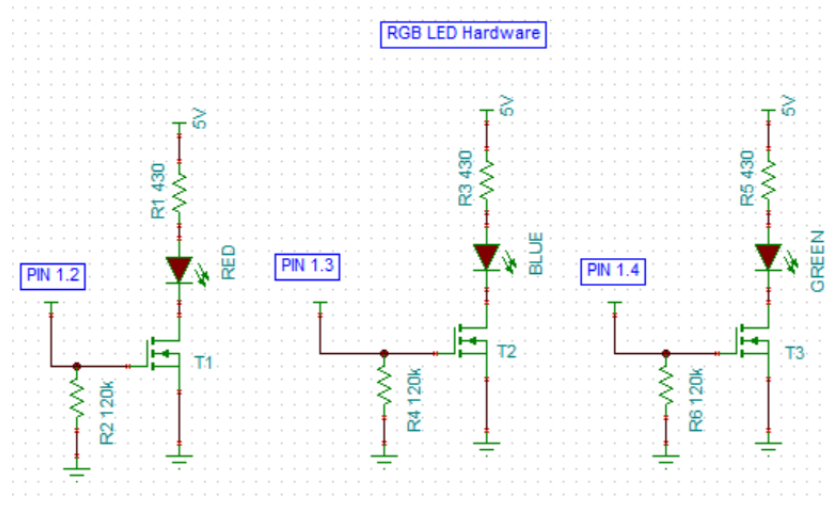 RGB LED Hardware
5V
R1 430
RED
PIN 1.2
T1
R2 120k
5V
R3 430
BLUE
PIN 1.3
T2
R4 120k
5V
R5 430
GREEN
PIN 1.4
T3
R6 120k